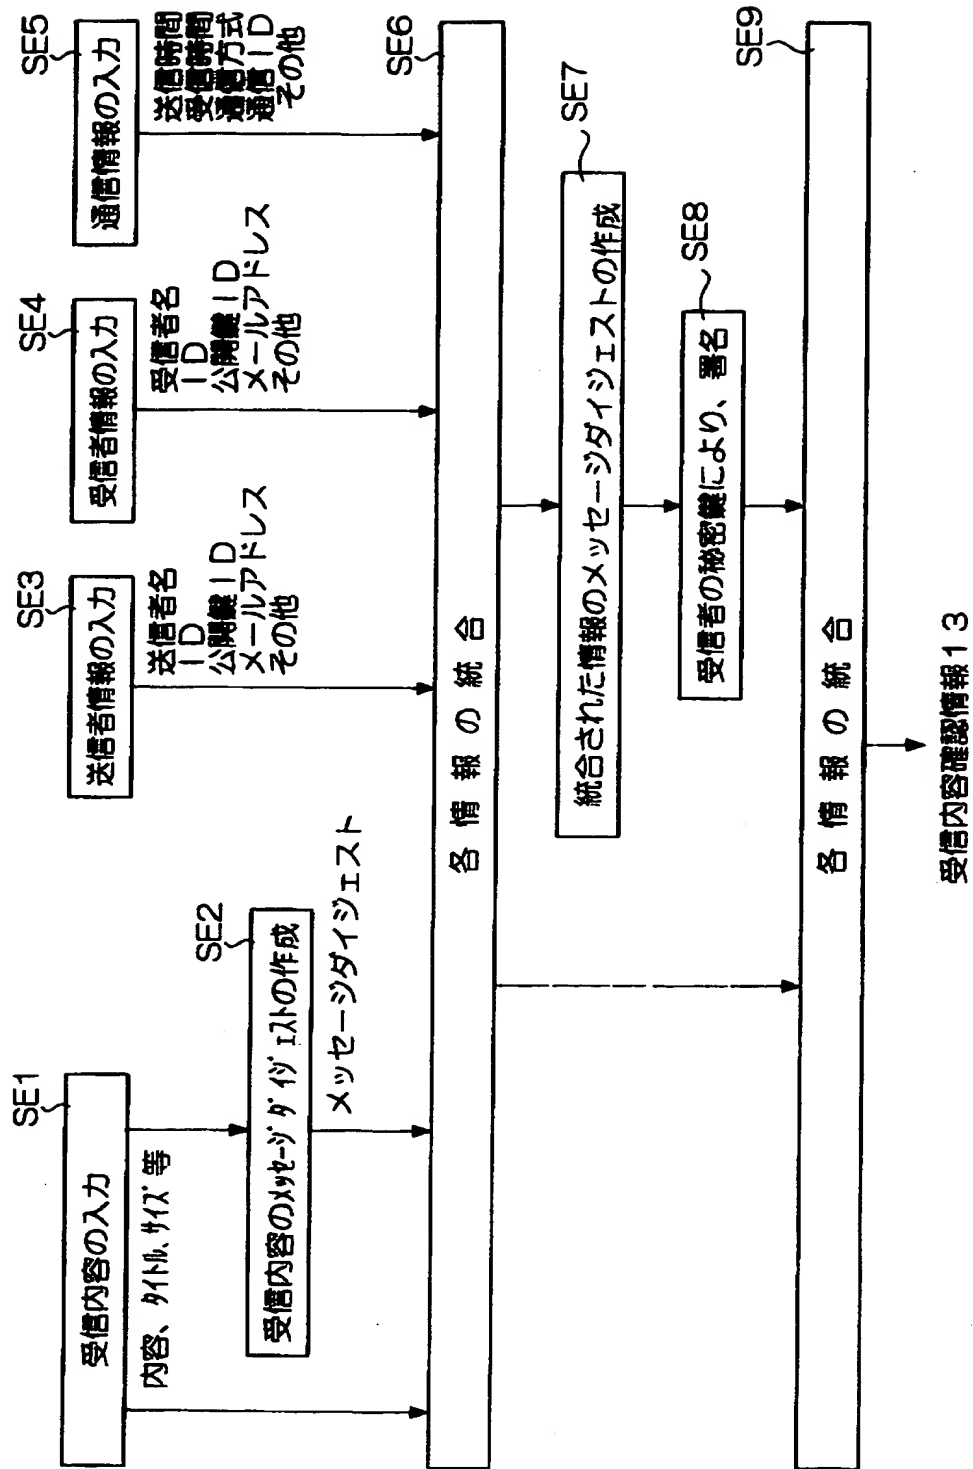 SE1
受信内容の入力
内容、ﾀｲﾄﾙ、ｻｲｽﾞ等
SE2
受信内容のﾒｯｾｰｼﾞﾀﾞｲｼﾞｪｽﾄの作成
メッセージダイジェスト
SE3
送信者情報の入力
送信者名
ID
公開鍵ID
メールアドレス
その他
SE4
受信者情報の入力
受信者名
ID
公開鍵ID
メールアドレス
その他
SE5
通信情報の入力
送信時間
受信時間
通信方式
通信ID
その他
SE6
各情報の統合
SE7
統合された情報のメッセージダイジェストの作成
SE8
受信者の秘密鍵により、署名
SE9
各情報の統合
受信内容確認情報13